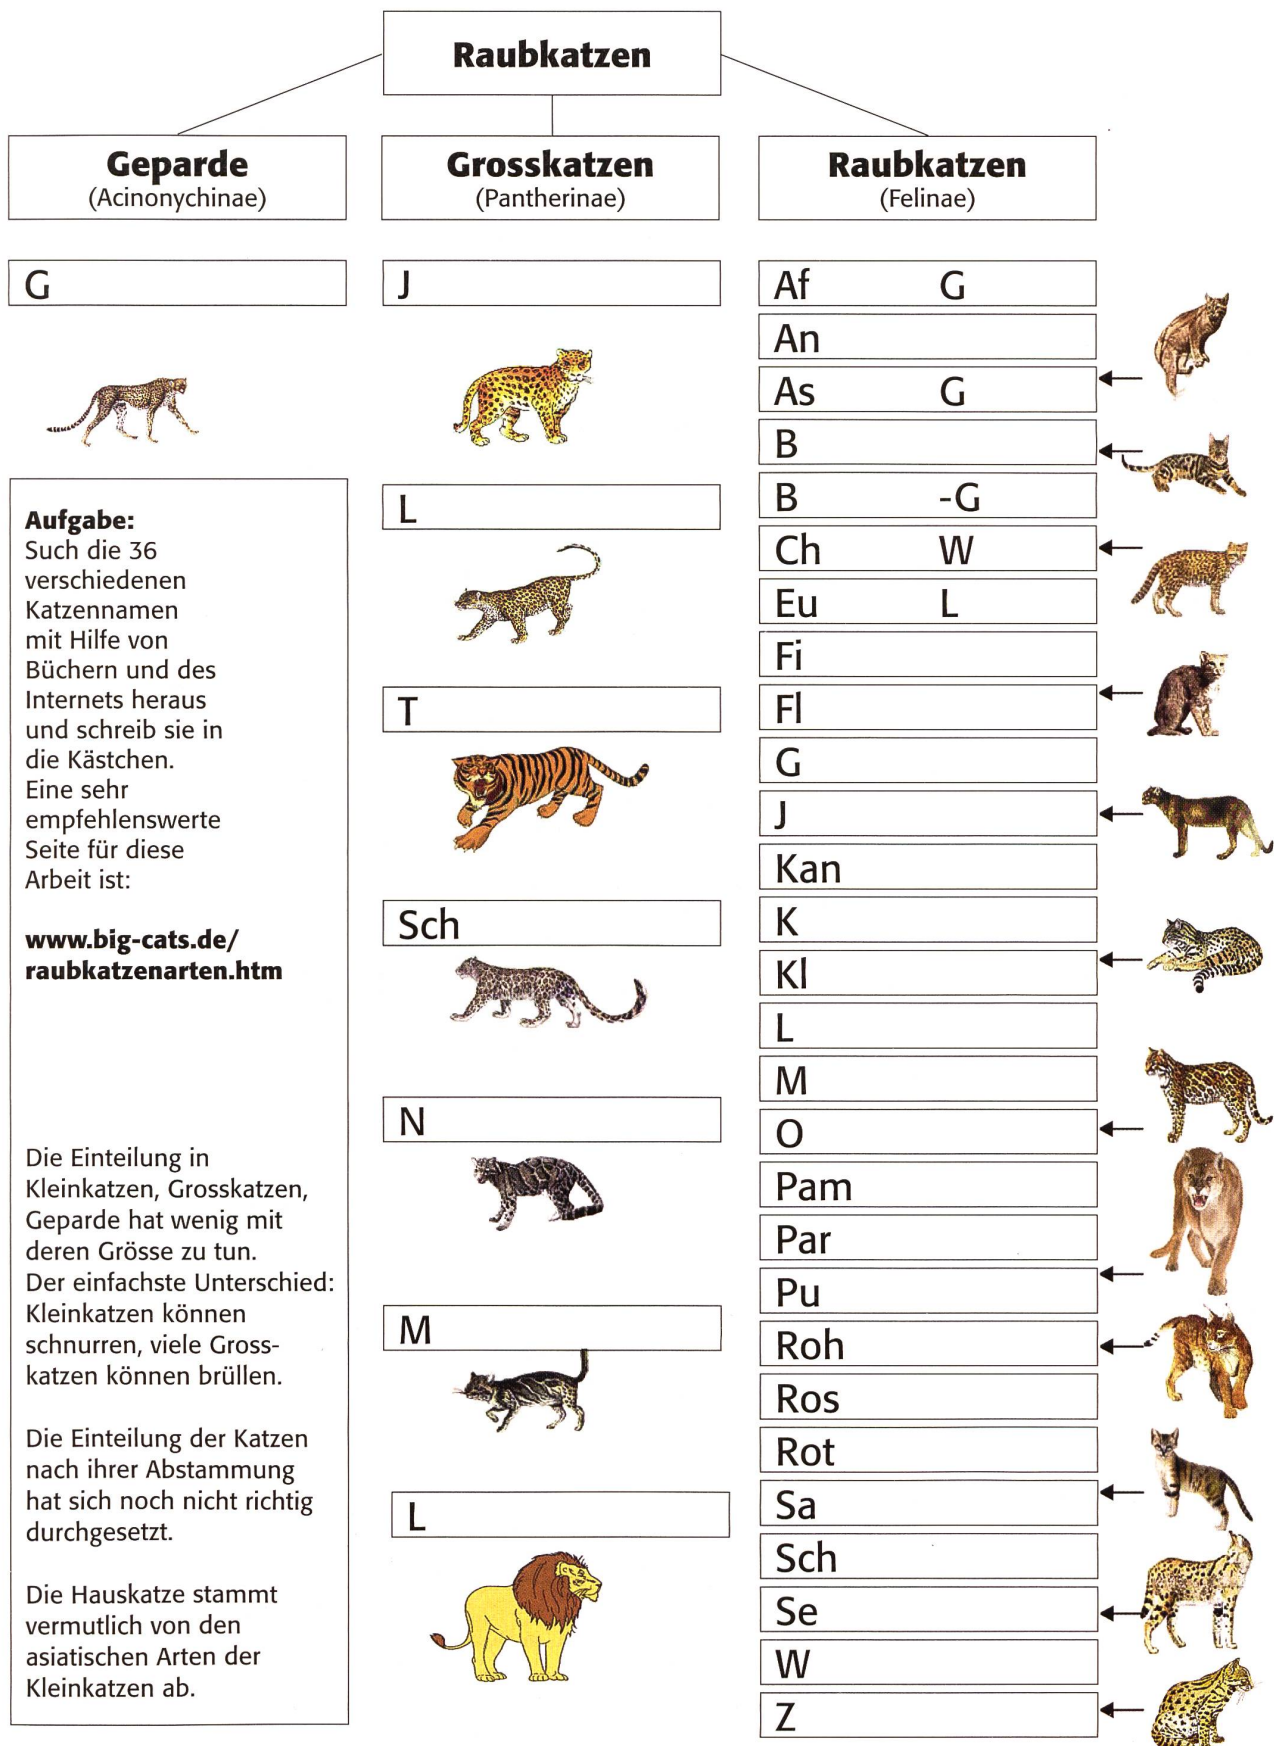 Raubkatzen
Geparde
(Acinonychinae)
Grosskatzen
(Pantherinae)
Raubkatzen
(Felinae)
G
Aufgabe:
Such die 36
verschiedenen
Katzennamen
mit Hilfe von
Büchern und des
Internets heraus
und schreib sie in
die Kästchen.
Eine sehr
empfehlenswerte
Seite für diese
Arbeit ist:
www.big-cats.de/
raubkatzenarten.htm
Die Einteilung in
Kleinkatzen, Grosskatzen,
Geparde hat wenig mit
deren Grösse zu tun.
Der einfachste Unterschied:
Kleinkatzen können
schnurren, viele Gross-
katzen können brüllen.
Die Einteilung der Katzen
nach ihrer Abstammung
hat sich noch nicht richtig
durchgesetzt.
Die Hauskatze stammt
vermutlich von den
asiatischen Arten der
Kleinkatzen ab.
J
L
T
Sch
N
M
L
Af G
An
As G
B
B -G
Ch W
Eu L
Fi
Fl
G
J
Kan
K
Kl
L
M
O
Pam
Par
Pu
Roh
Ros
Rot
Sa
Sch
Se
W
Z